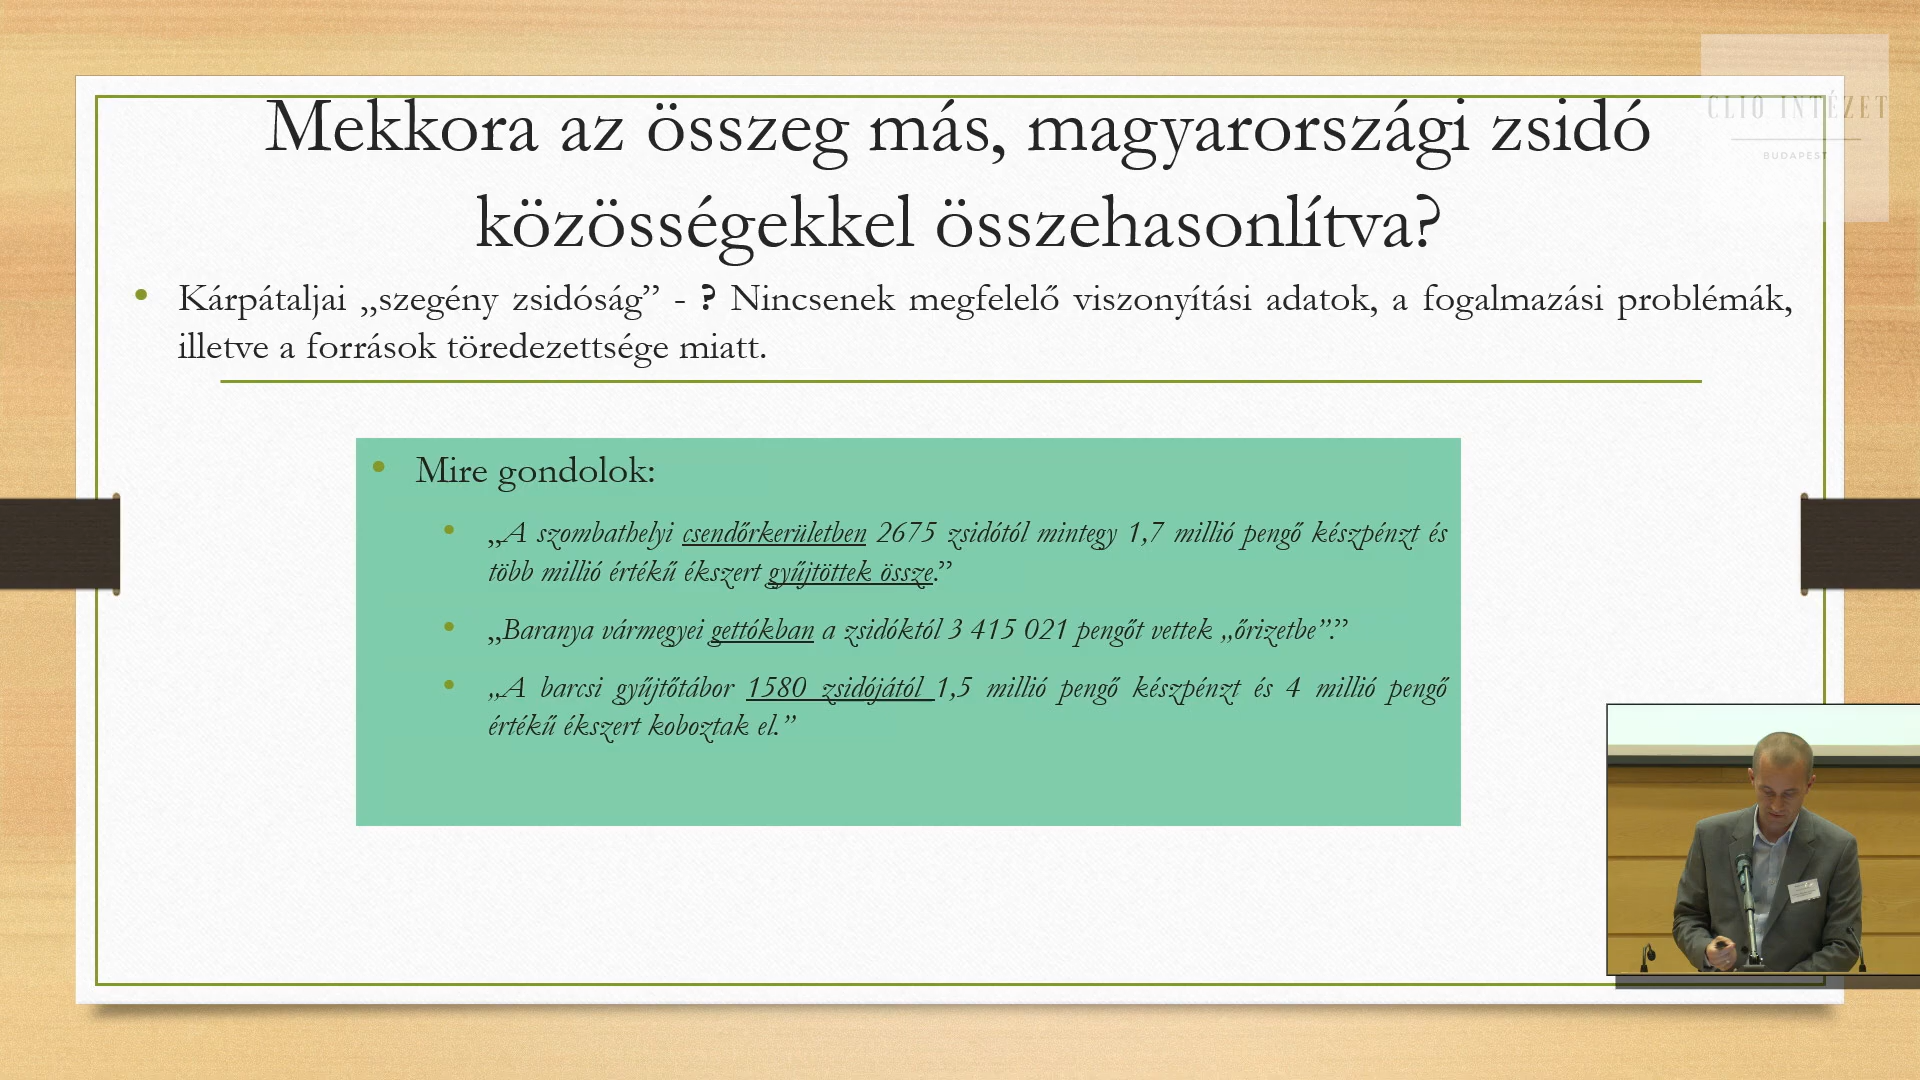 CLIO INTÉZET
BUDAPEST
Mekkora az összeg más, magyarországi zsidó
közösségekkel összehasonlítva?
• Kárpátaljai „szegény zsidóság” - ? Nincsenek megfelelő viszonyítási adatok, a fogalmazási problémák,
illetve a források töredezettsége miatt.
• Mire gondolok:
• „A szombathelyi csendőrkerületben 2675 zsidótól mintegy 1,7 millió pengő készpénzt és
több millió értékű ékszert gyűjtöttek össze.”
• „Baranya vármegyei gettókban a zsidóktól 3 415 021 pengőt vettek „őrizetbe”.”
• „A barcsi gyűjtőtábor 1580 zsidójától 1,5 millió pengő készpénzt és 4 millió pengő
értékű ékszert koboztak el.”